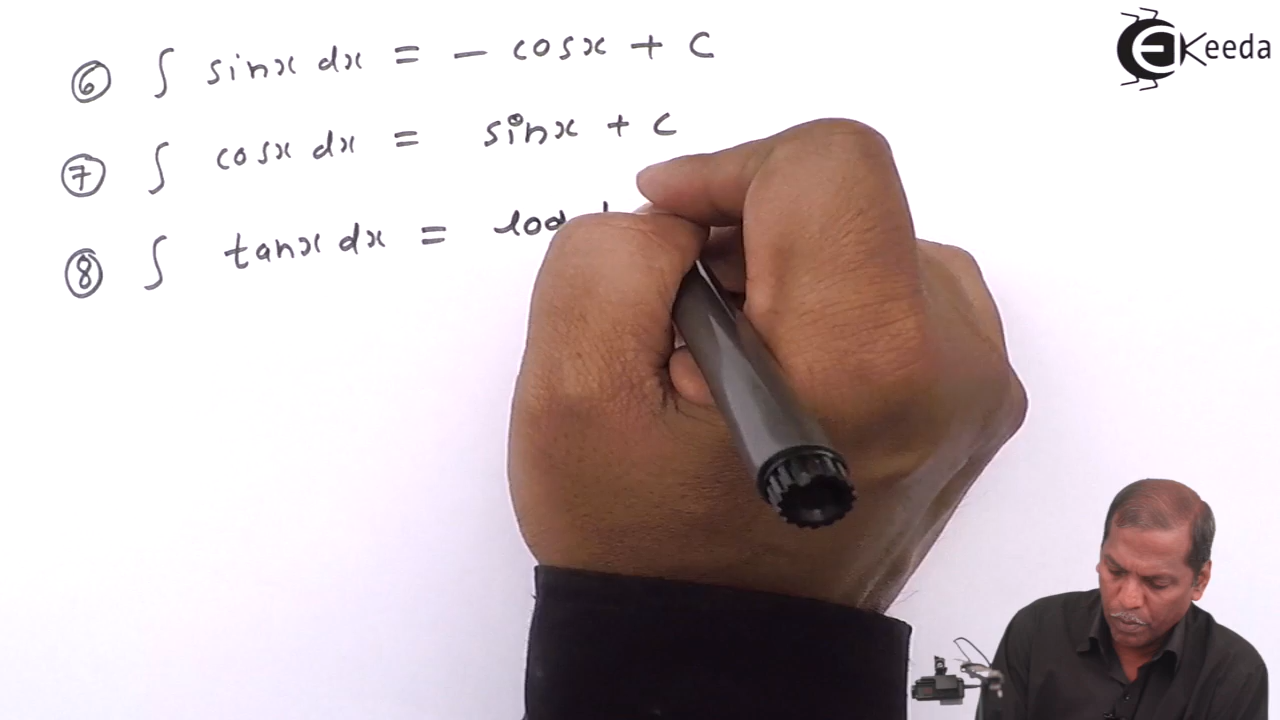 Ekeeda
⑥ ∫ sinx dx = - cosx + c
⑦ ∫ cosx dx = sinx + c
⑧ ∫ tanx dx = log